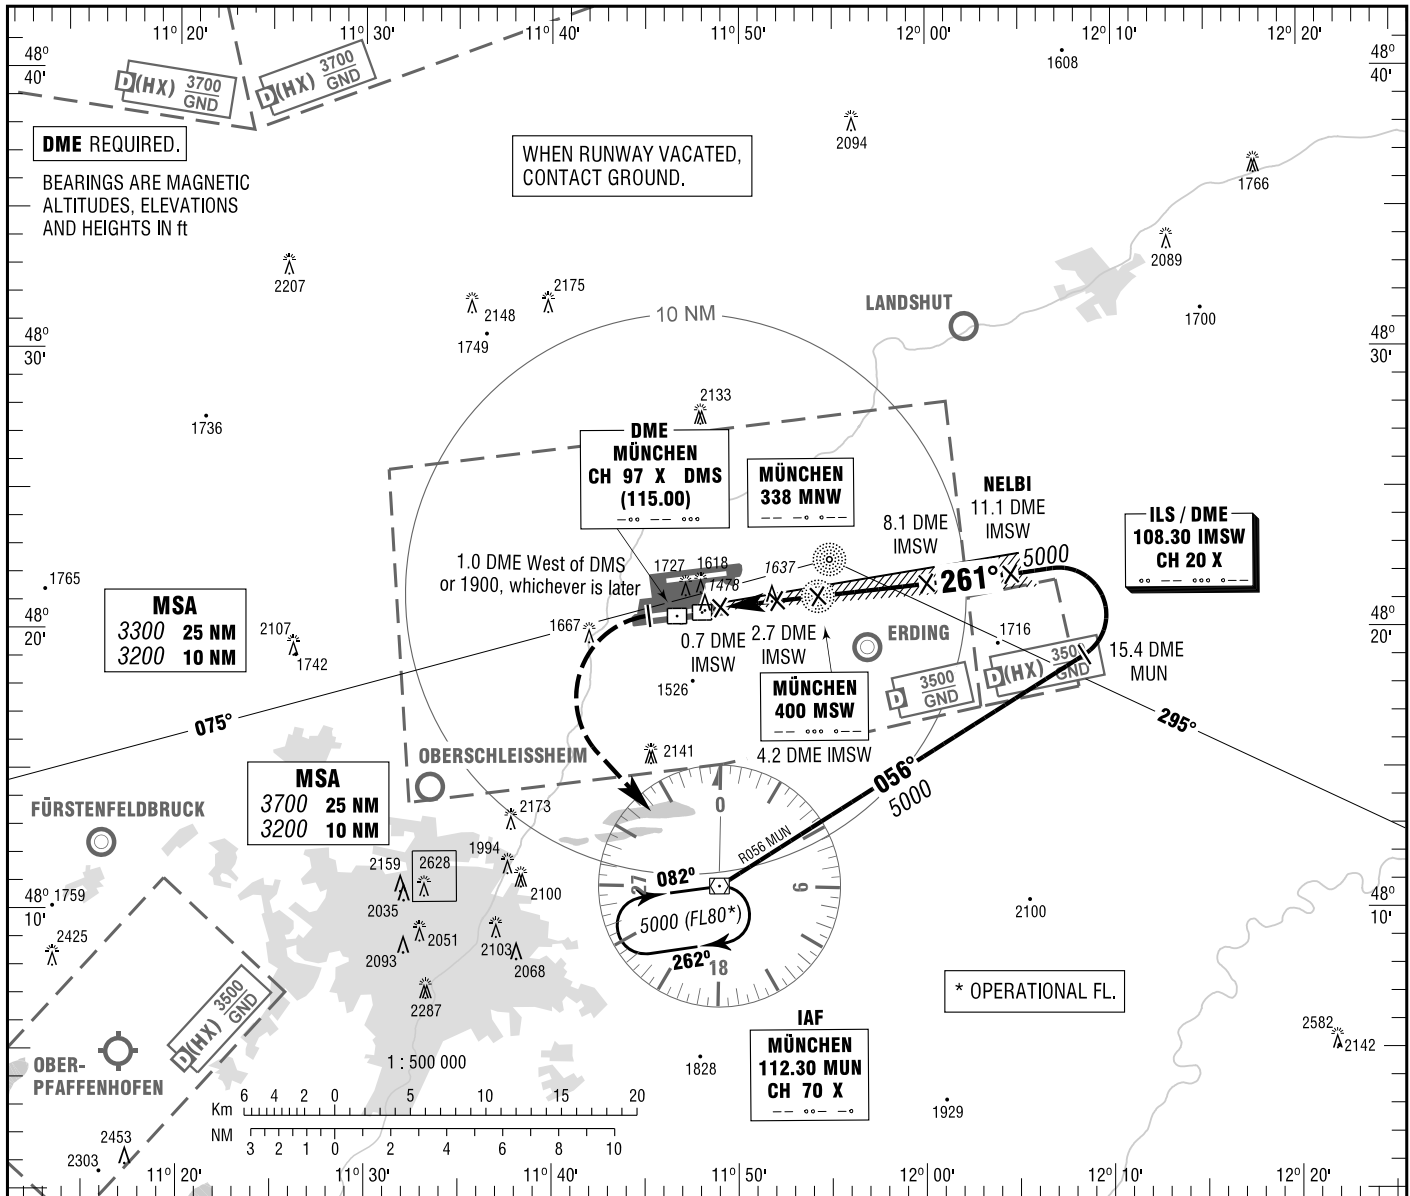 11° 20'
11° 30'
11° 40'
11° 50'
12° 00'
12° 10'
12° 20'
48°
40'
48°
40'
D(HX) 3700
GND
D(HX) 3700
GND
1608
DME REQUIRED.
BEARINGS ARE MAGNETIC
ALTITUDES, ELEVATIONS
AND HEIGHTS IN ft
WHEN RUNWAY VACATED,
CONTACT GROUND.
2094
1766
2089
2207
2175
2148
1749
10 NM
LANDSHUT
1700
48°
30'
48°
30'
1736
2133
DME
MÜNCHEN
CH 97 X DMS
(115.00)
MÜNCHEN
338 MNW
NELBI
11.1 DME
IMSW
8.1 DME
IMSW
ILS / DME
108.30 IMSW
CH 20 X
1.0 DME West of DMS
or 1900, whichever is later
1727
1618
1637
1478
261°
5000
1765
48°
20'
48°
20'
MSA
3300 25 NM
3200 10 NM
2107
1742
1667
0.7 DME
IMSW
2.7 DME
IMSW
ERDING
1716
15.4 DME
MUN
D(HX) 3500
GND
D 3500
GND
1526
MÜNCHEN
400 MSW
4.2 DME IMSW
075°
295°
2141
OBERSCHLEISSHEIM
056°
5000
MSA
3700 25 NM
3200 10 NM
FÜRSTENFELDBRUCK
2173
0
R056 MUN
1994
2159
2628
2035
2100
082°
27
6
5000 (FL80*)
262°
18
48°
10'
48°
10'
1759
2425
2051
2093
2103
2068
2100
2287
D(HX) 3500
GND
* OPERATIONAL FL.
IAF
MÜNCHEN
112.30 MUN
CH 70 X
2582
2142
OBER-
PFAFFENHOFEN
1828
1929
1 : 500 000
Km 6 4 2 0 5 10 15 20
NM 3 2 1 0 2 4 6 8 10
2453
2303
11° 20'
11° 30'
11° 40'
11° 50'
12° 00'
12° 10'
12° 20'